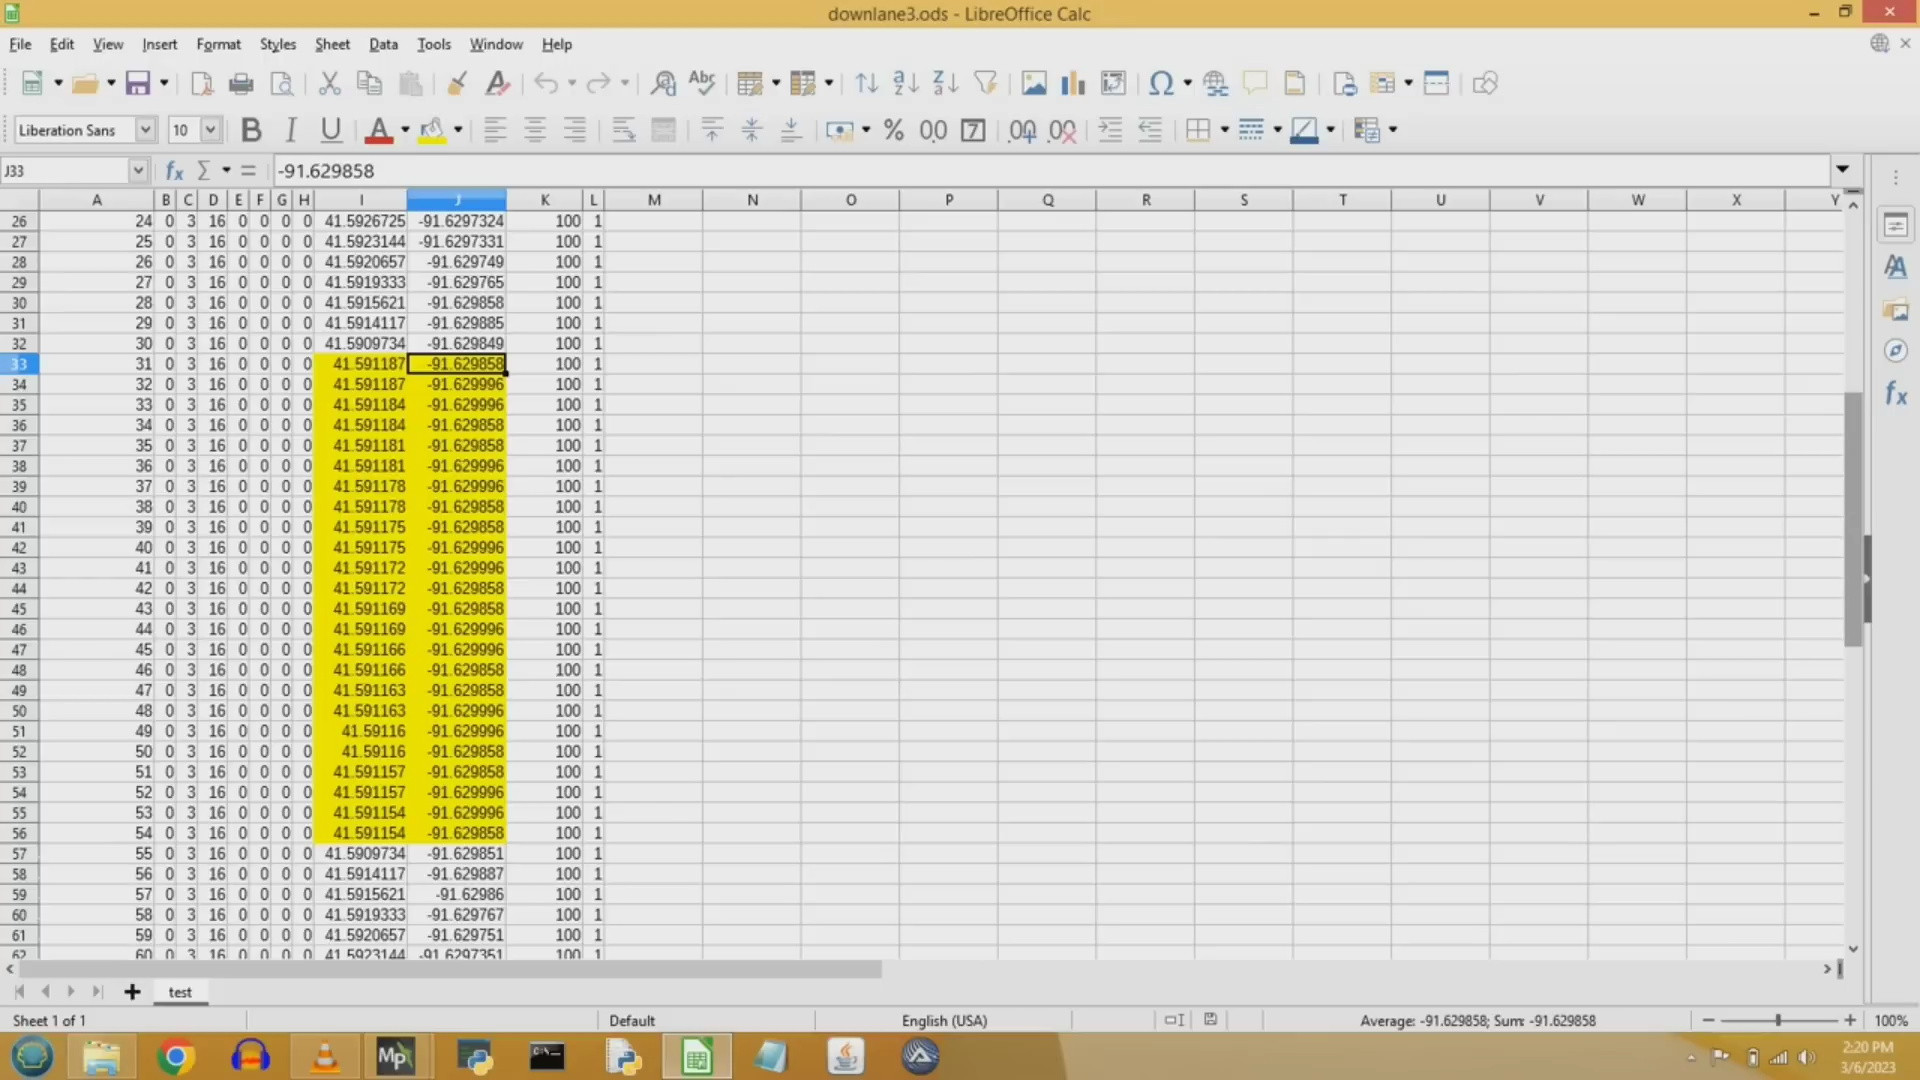 downlane3.ods - LibreOffice Calc
File Edit View Insert Format Styles Sheet Data Tools Window Help
Liberation Sans 10
J33 -91.629858
A B C D E F G H I J K L M N O P Q R S T U V W X Y
26 24 0 3 16 0 0 0 0 41.5926725 -91.6297324 100 1
27 25 0 3 16 0 0 0 0 41.5923144 -91.6297331 100 1
28 26 0 3 16 0 0 0 0 41.5920657 -91.629749 100 1
29 27 0 3 16 0 0 0 0 41.5919333 -91.629765 100 1
30 28 0 3 16 0 0 0 0 41.5915621 -91.629858 100 1
31 29 0 3 16 0 0 0 0 41.5914117 -91.629885 100 1
32 30 0 3 16 0 0 0 0 41.5909734 -91.629849 100 1
33 31 0 3 16 0 0 0 0 41.591187 -91.629858 100 1
34 32 0 3 16 0 0 0 0 41.591187 -91.629996 100 1
35 33 0 3 16 0 0 0 0 41.591184 -91.629996 100 1
36 34 0 3 16 0 0 0 0 41.591184 -91.629858 100 1
37 35 0 3 16 0 0 0 0 41.591181 -91.629858 100 1
38 36 0 3 16 0 0 0 0 41.591181 -91.629996 100 1
39 37 0 3 16 0 0 0 0 41.591178 -91.629996 100 1
40 38 0 3 16 0 0 0 0 41.591178 -91.629858 100 1
41 39 0 3 16 0 0 0 0 41.591175 -91.629858 100 1
42 40 0 3 16 0 0 0 0 41.591175 -91.629996 100 1
43 41 0 3 16 0 0 0 0 41.591172 -91.629996 100 1
44 42 0 3 16 0 0 0 0 41.591172 -91.629858 100 1
45 43 0 3 16 0 0 0 0 41.591169 -91.629858 100 1
46 44 0 3 16 0 0 0 0 41.591169 -91.629996 100 1
47 45 0 3 16 0 0 0 0 41.591166 -91.629996 100 1
48 46 0 3 16 0 0 0 0 41.591166 -91.629858 100 1
49 47 0 3 16 0 0 0 0 41.591163 -91.629858 100 1
50 48 0 3 16 0 0 0 0 41.591163 -91.629996 100 1
51 49 0 3 16 0 0 0 0 41.59116 -91.629996 100 1
52 50 0 3 16 0 0 0 0 41.59116 -91.629858 100 1
53 51 0 3 16 0 0 0 0 41.591157 -91.629858 100 1
54 52 0 3 16 0 0 0 0 41.591157 -91.629996 100 1
55 53 0 3 16 0 0 0 0 41.591154 -91.629996 100 1
56 54 0 3 16 0 0 0 0 41.591154 -91.629858 100 1
57 55 0 3 16 0 0 0 0 41.5909734 -91.629851 100 1
58 56 0 3 16 0 0 0 0 41.5914117 -91.629887 100 1
59 57 0 3 16 0 0 0 0 41.5915621 -91.62986 100 1
60 58 0 3 16 0 0 0 0 41.5919333 -91.629767 100 1
61 59 0 3 16 0 0 0 0 41.5920657 -91.629751 100 1
62 60 0 3 16 0 0 0 0 41.5923144 -91.6297351 100 1
test
Sheet 1 of 1 Default English (USA) Average: -91.629858; Sum: -91.629858 100%
Mp
2:20 PM
3/6/2023